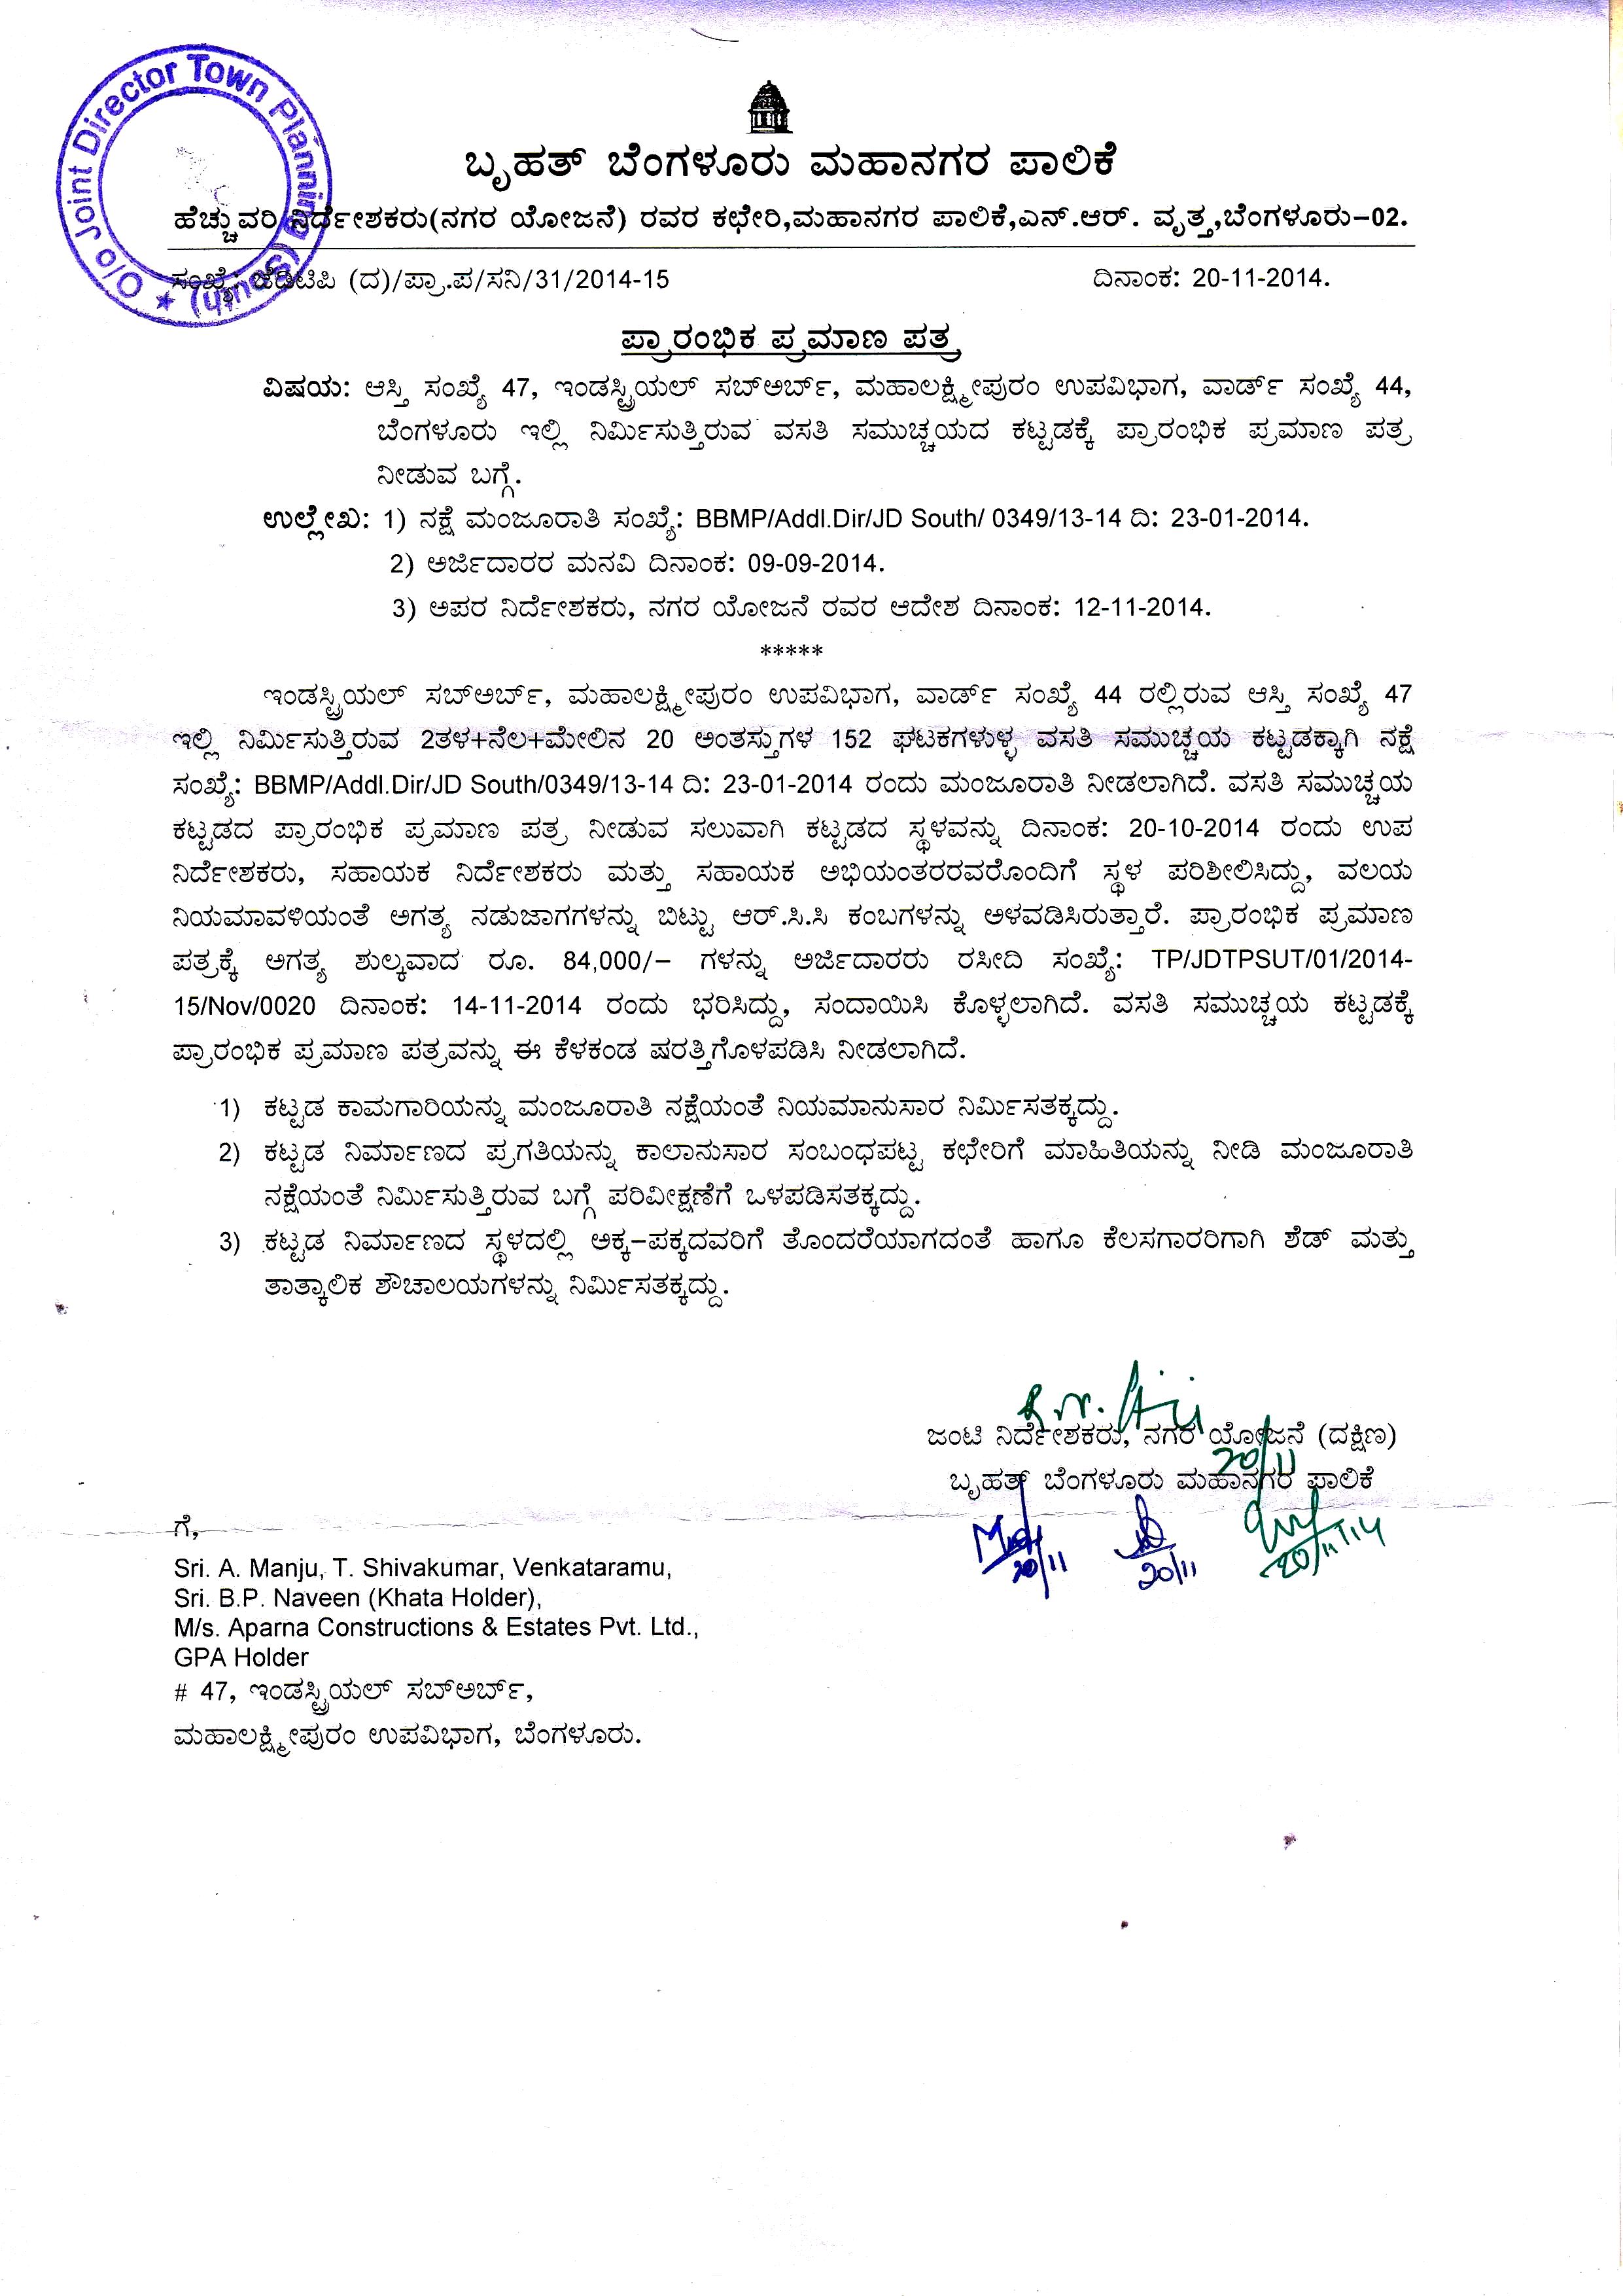 O/o Joint Director Town Planning (South) ★
ಬೃಹತ್ ಬೆಂಗಳೂರು ಮಹಾನಗರ ಪಾಲಿಕೆ
ಹೆಚ್ಚುವರಿ ನಿರ್ದೇಶಕರು(ನಗರ ಯೋಜನೆ) ರವರ ಕಛೇರಿ,ಮಹಾನಗರ ಪಾಲಿಕೆ,ಎನ್.ಆರ್. ವೃತ್ತ,ಬೆಂಗಳೂರು–02.
ಸಂಖ್ಯೆ: ಜೆಡಿಟಿಪಿ (ದ)/ಪ್ರಾ.ಪ/ಸನಿ/31/2014-15 ದಿನಾಂಕ: 20-11-2014.
ಪ್ರಾರಂಭಿಕ ಪ್ರಮಾಣ ಪತ್ರ
ವಿಷಯ: ಆಸ್ತಿ ಸಂಖ್ಯೆ 47, ಇಂಡಸ್ಟ್ರಿಯಲ್ ಸಬ್‌ಅರ್ಬ್, ಮಹಾಲಕ್ಷ್ಮೀಪುರಂ ಉಪವಿಭಾಗ, ವಾರ್ಡ್ ಸಂಖ್ಯೆ 44,
ಬೆಂಗಳೂರು ಇಲ್ಲಿ ನಿರ್ಮಿಸುತ್ತಿರುವ ವಸತಿ ಸಮುಚ್ಚಯದ ಕಟ್ಟಡಕ್ಕೆ ಪ್ರಾರಂಭಿಕ ಪ್ರಮಾಣ ಪತ್ರ
ನೀಡುವ ಬಗ್ಗೆ.
ಉಲ್ಲೇಖ: 1) ನಕ್ಷೆ ಮಂಜೂರಾತಿ ಸಂಖ್ಯೆ: BBMP/Addl.Dir/JD South/ 0349/13-14 ದಿ: 23-01-2014.
2) ಅರ್ಜಿದಾರರ ಮನವಿ ದಿನಾಂಕ: 09-09-2014.
3) ಅಪರ ನಿರ್ದೇಶಕರು, ನಗರ ಯೋಜನೆ ರವರ ಆದೇಶ ದಿನಾಂಕ: 12-11-2014.
*****
ಇಂಡಸ್ಟ್ರಿಯಲ್ ಸಬ್‌ಅರ್ಬ್, ಮಹಾಲಕ್ಷ್ಮೀಪುರಂ ಉಪವಿಭಾಗ, ವಾರ್ಡ್ ಸಂಖ್ಯೆ 44 ರಲ್ಲಿರುವ ಆಸ್ತಿ ಸಂಖ್ಯೆ 47
ಇಲ್ಲಿ ನಿರ್ಮಿಸುತ್ತಿರುವ 2ತಳ+ನೆಲ+ಮೇಲಿನ 20 ಅಂತಸ್ತುಗಳ 152 ಘಟಕಗಳುಳ್ಳ ವಸತಿ ಸಮುಚ್ಚಯ ಕಟ್ಟಡಕ್ಕಾಗಿ ನಕ್ಷೆ
ಸಂಖ್ಯೆ: BBMP/Addl.Dir/JD South/0349/13-14 ದಿ: 23-01-2014 ರಂದು ಮಂಜೂರಾತಿ ನೀಡಲಾಗಿದೆ. ವಸತಿ ಸಮುಚ್ಚಯ
ಕಟ್ಟಡದ ಪ್ರಾರಂಭಿಕ ಪ್ರಮಾಣ ಪತ್ರ ನೀಡುವ ಸಲುವಾಗಿ ಕಟ್ಟಡದ ಸ್ಥಳವನ್ನು ದಿನಾಂಕ: 20-10-2014 ರಂದು ಉಪ
ನಿರ್ದೇಶಕರು, ಸಹಾಯಕ ನಿರ್ದೇಶಕರು ಮತ್ತು ಸಹಾಯಕ ಅಭಿಯಂತರರವರೊಂದಿಗೆ ಸ್ಥಳ ಪರಿಶೀಲಿಸಿದ್ದು, ವಲಯ
ನಿಯಮಾವಳಿಯಂತೆ ಅಗತ್ಯ ನಡುಜಾಗಗಳನ್ನು ಬಿಟ್ಟು ಆರ್.ಸಿ.ಸಿ ಕಂಬಗಳನ್ನು ಅಳವಡಿಸಿರುತ್ತಾರೆ. ಪ್ರಾರಂಭಿಕ ಪ್ರಮಾಣ
ಪತ್ರಕ್ಕೆ ಅಗತ್ಯ ಶುಲ್ಕವಾದ ರೂ. 84,000/– ಗಳನ್ನು ಅರ್ಜಿದಾರರು ರಸೀದಿ ಸಂಖ್ಯೆ: TP/JDTPSUT/01/2014-
15/Nov/0020 ದಿನಾಂಕ: 14-11-2014 ರಂದು ಭರಿಸಿದ್ದು, ಸಂದಾಯಿಸಿ ಕೊಳ್ಳಲಾಗಿದೆ. ವಸತಿ ಸಮುಚ್ಚಯ ಕಟ್ಟಡಕ್ಕೆ
ಪ್ರಾರಂಭಿಕ ಪ್ರಮಾಣ ಪತ್ರವನ್ನು ಈ ಕೆಳಕಂಡ ಷರತ್ತಿಗೊಳಪಡಿಸಿ ನೀಡಲಾಗಿದೆ.
1) ಕಟ್ಟಡ ಕಾಮಗಾರಿಯನ್ನು ಮಂಜೂರಾತಿ ನಕ್ಷೆಯಂತೆ ನಿಯಮಾನುಸಾರ ನಿರ್ಮಿಸತಕ್ಕದ್ದು.
2) ಕಟ್ಟಡ ನಿರ್ಮಾಣದ ಪ್ರಗತಿಯನ್ನು ಕಾಲಾನುಸಾರ ಸಂಬಂಧಪಟ್ಟ ಕಛೇರಿಗೆ ಮಾಹಿತಿಯನ್ನು ನೀಡಿ ಮಂಜೂರಾತಿ
ನಕ್ಷೆಯಂತೆ ನಿರ್ಮಿಸುತ್ತಿರುವ ಬಗ್ಗೆ ಪರಿವೀಕ್ಷಣೆಗೆ ಒಳಪಡಿಸತಕ್ಕದ್ದು.
3) ಕಟ್ಟಡ ನಿರ್ಮಾಣದ ಸ್ಥಳದಲ್ಲಿ ಅಕ್ಕ–ಪಕ್ಕದವರಿಗೆ ತೊಂದರೆಯಾಗದಂತೆ ಹಾಗೂ ಕೆಲಸಗಾರರಿಗಾಗಿ ಶೆಡ್ ಮತ್ತು
ತಾತ್ಕಾಲಿಕ ಶೌಚಾಲಯಗಳನ್ನು ನಿರ್ಮಿಸತಕ್ಕದ್ದು.
ಜಂಟಿ ನಿರ್ದೇಶಕರು, ನಗರ ಯೋಜನೆ (ದಕ್ಷಿಣ)
20/11
ಬೃಹತ್ ಬೆಂಗಳೂರು ಮಹಾನಗರ ಪಾಲಿಕೆ
20/11 20/11 20/11/14
ಗೆ,
Sri. A. Manju, T. Shivakumar, Venkataramu,
Sri. B.P. Naveen (Khata Holder),
M/s. Aparna Constructions & Estates Pvt. Ltd.,
GPA Holder
# 47, ಇಂಡಸ್ಟ್ರಿಯಲ್ ಸಬ್‌ಅರ್ಬ್,
ಮಹಾಲಕ್ಷ್ಮೀಪುರಂ ಉಪವಿಭಾಗ, ಬೆಂಗಳೂರು.